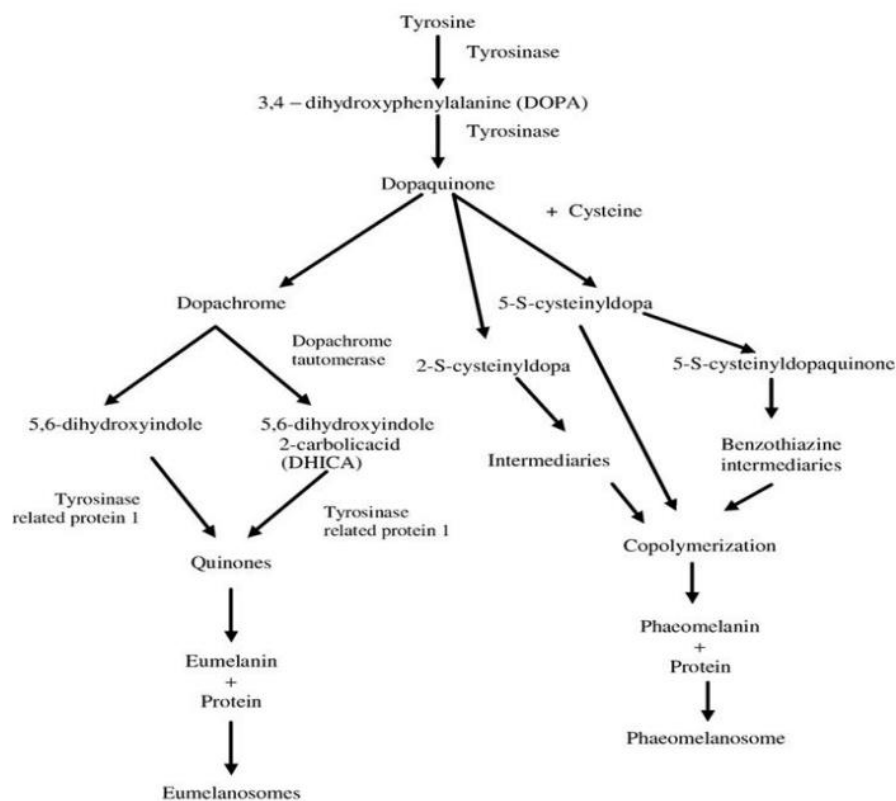 Tyrosine
Tyrosinase
3,4 – dihydroxyphenylalanine (DOPA)
Tyrosinase
Dopaquinone
+ Cysteine
Dopachrome
5-S-cysteinyldopa
Dopachrome
tautomerase
2-S-cysteinyldopa
5-S-cysteinyldopaquinone
5,6-dihydroxyindole
5,6-dihydroxyindole
2-carbolicacid
(DHICA)
Intermediaries
Benzothiazine
intermediaries
Tyrosinase
related protein 1
Tyrosinase
related protein 1
Quinones
Copolymerization
Eumelanin
+
Protein
Phaeomelanin
+
Protein
Eumelanosomes
Phaeomelanosome